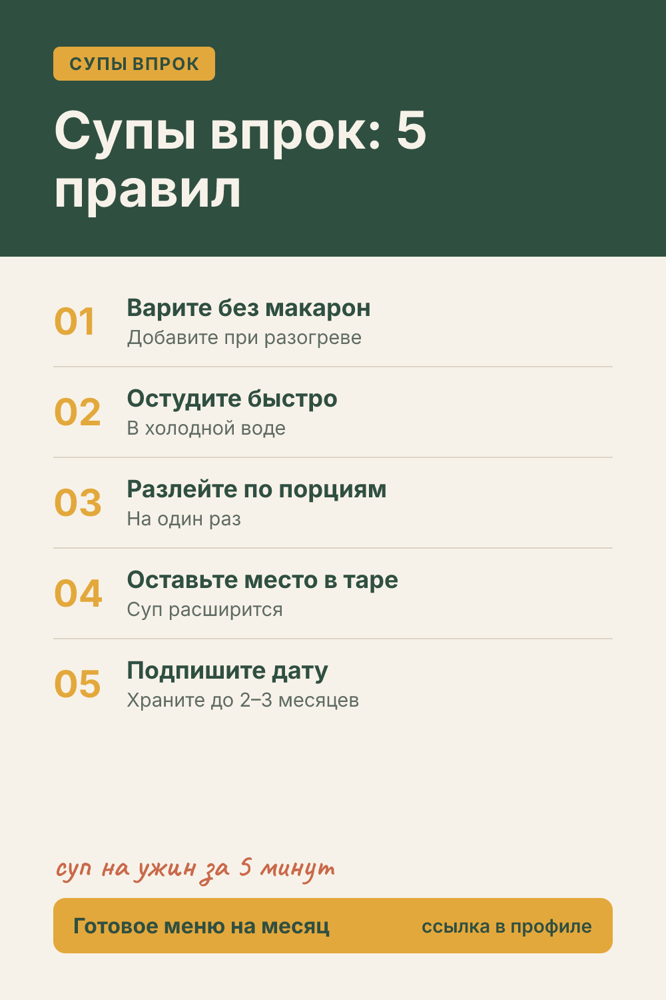 СУПЫ ВПРОК
Супы впрок: 5
правил
01
Варите без макарон
Добавите при разогреве
02
Остудите быстро
В холодной воде
03
Разлейте по порциям
На один раз
04
Оставьте место в таре
Суп расширится
05
Подпишите дату
Храните до 2–3 месяцев
суп на ужин за 5 минут
Готовое меню на месяц
ссылка в профиле